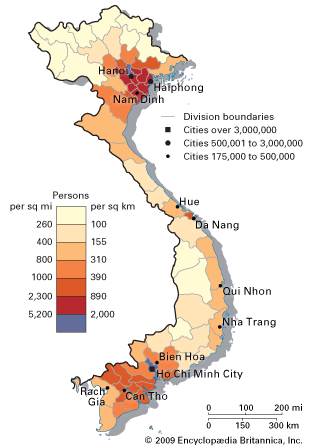 Hanoi
Haiphong
Nam Dinh
Division boundaries
Cities over 3,000,000
Cities 500,001 to 3,000,000
Cities 175,000 to 500,000
Persons
per sq mi per sq km
260 100
400 155
800 310
1000 390
2,300 890
5,200 2,000
Hue
Da Nang
Qui Nhon
Nha Trang
Bien Hoa
Ho Chi Minh City
Rach
Gia
Can Tho
0 100 200 mi
0 150 300 km
© 2009 Encyclopædia Britannica, Inc.